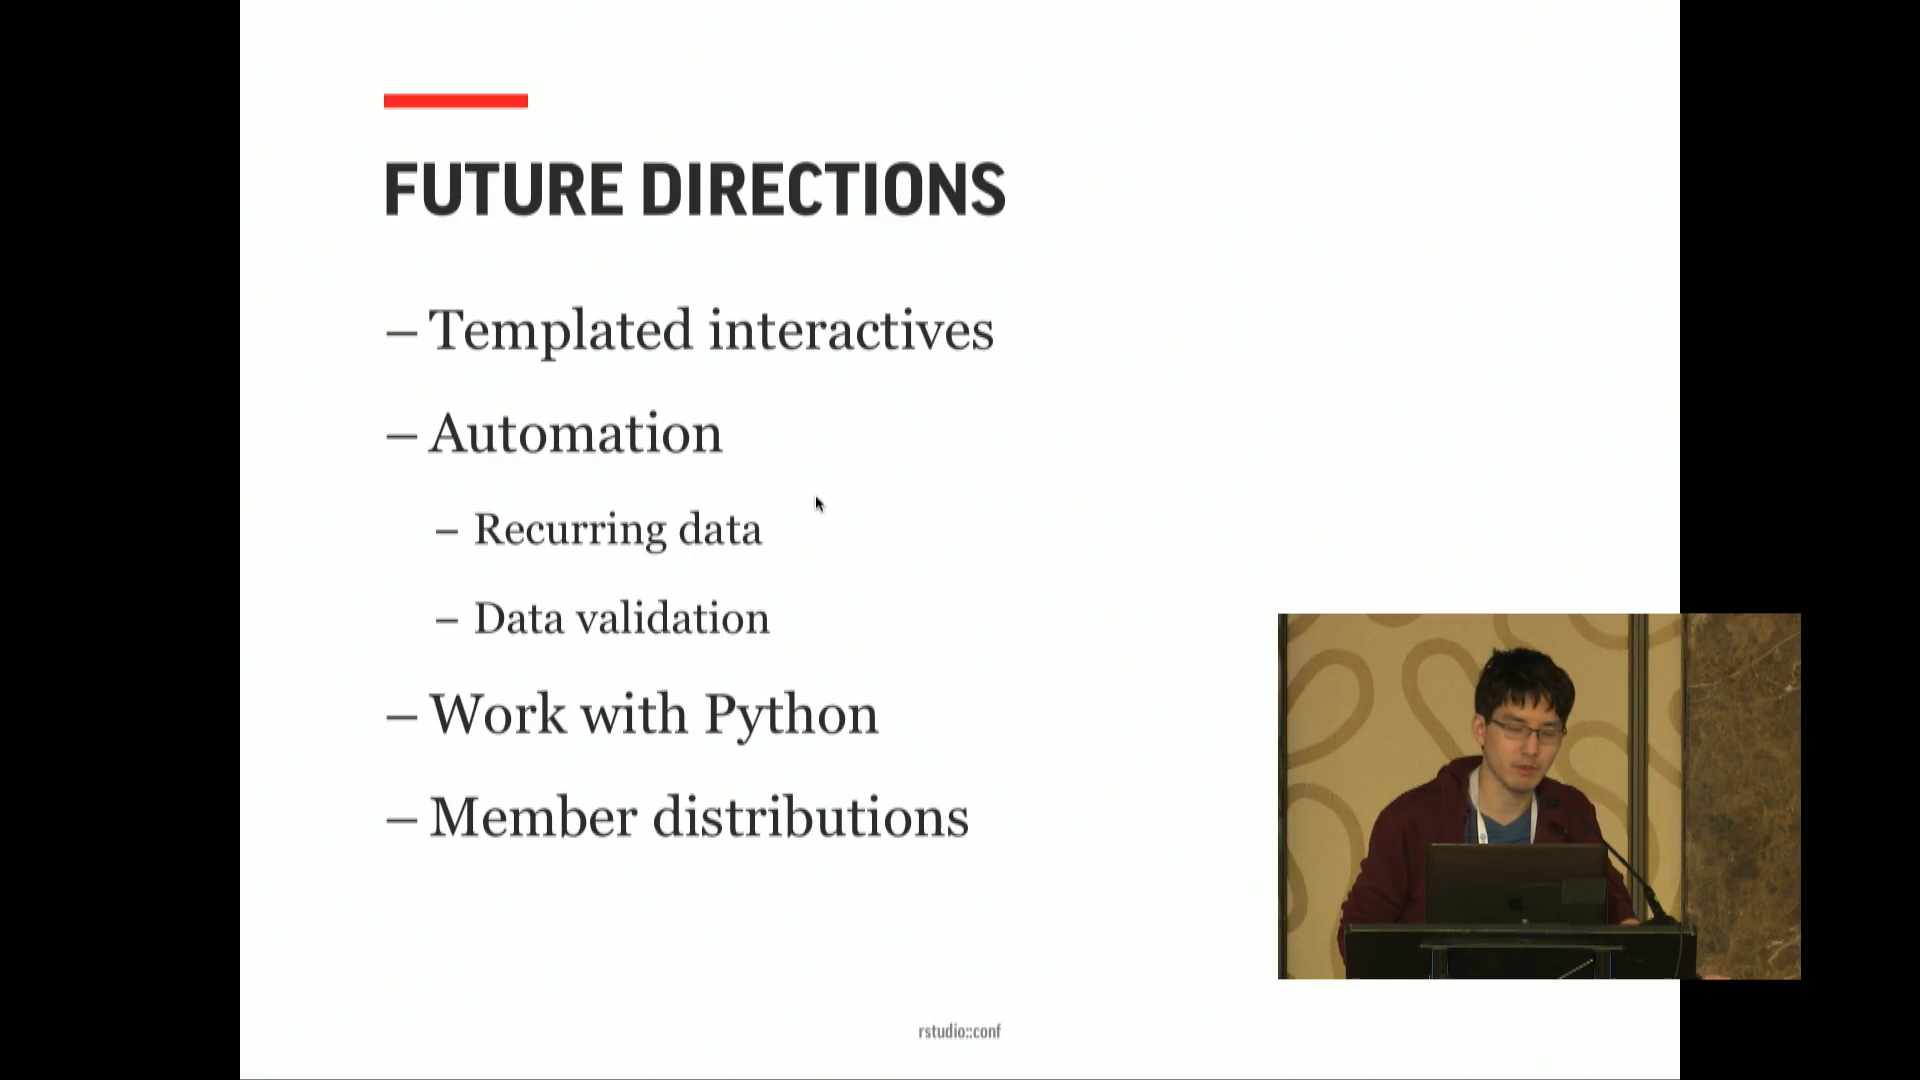 FUTURE DIRECTIONS
– Templated interactives
– Automation
– Recurring data
– Data validation
– Work with Python
– Member distributions
rstudio::conf